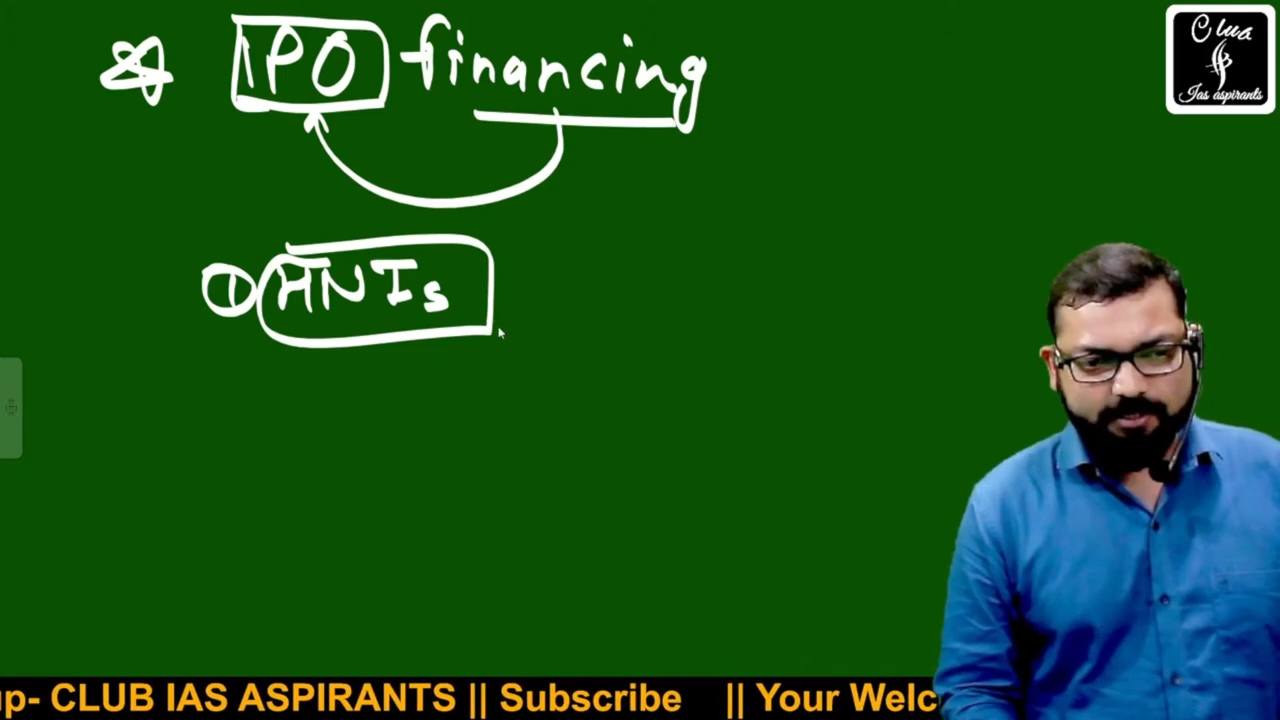 IPO financing
Club
Ias aspirants
① HNIs
up- CLUB IAS ASPIRANTS || Subscribe || Your Welc